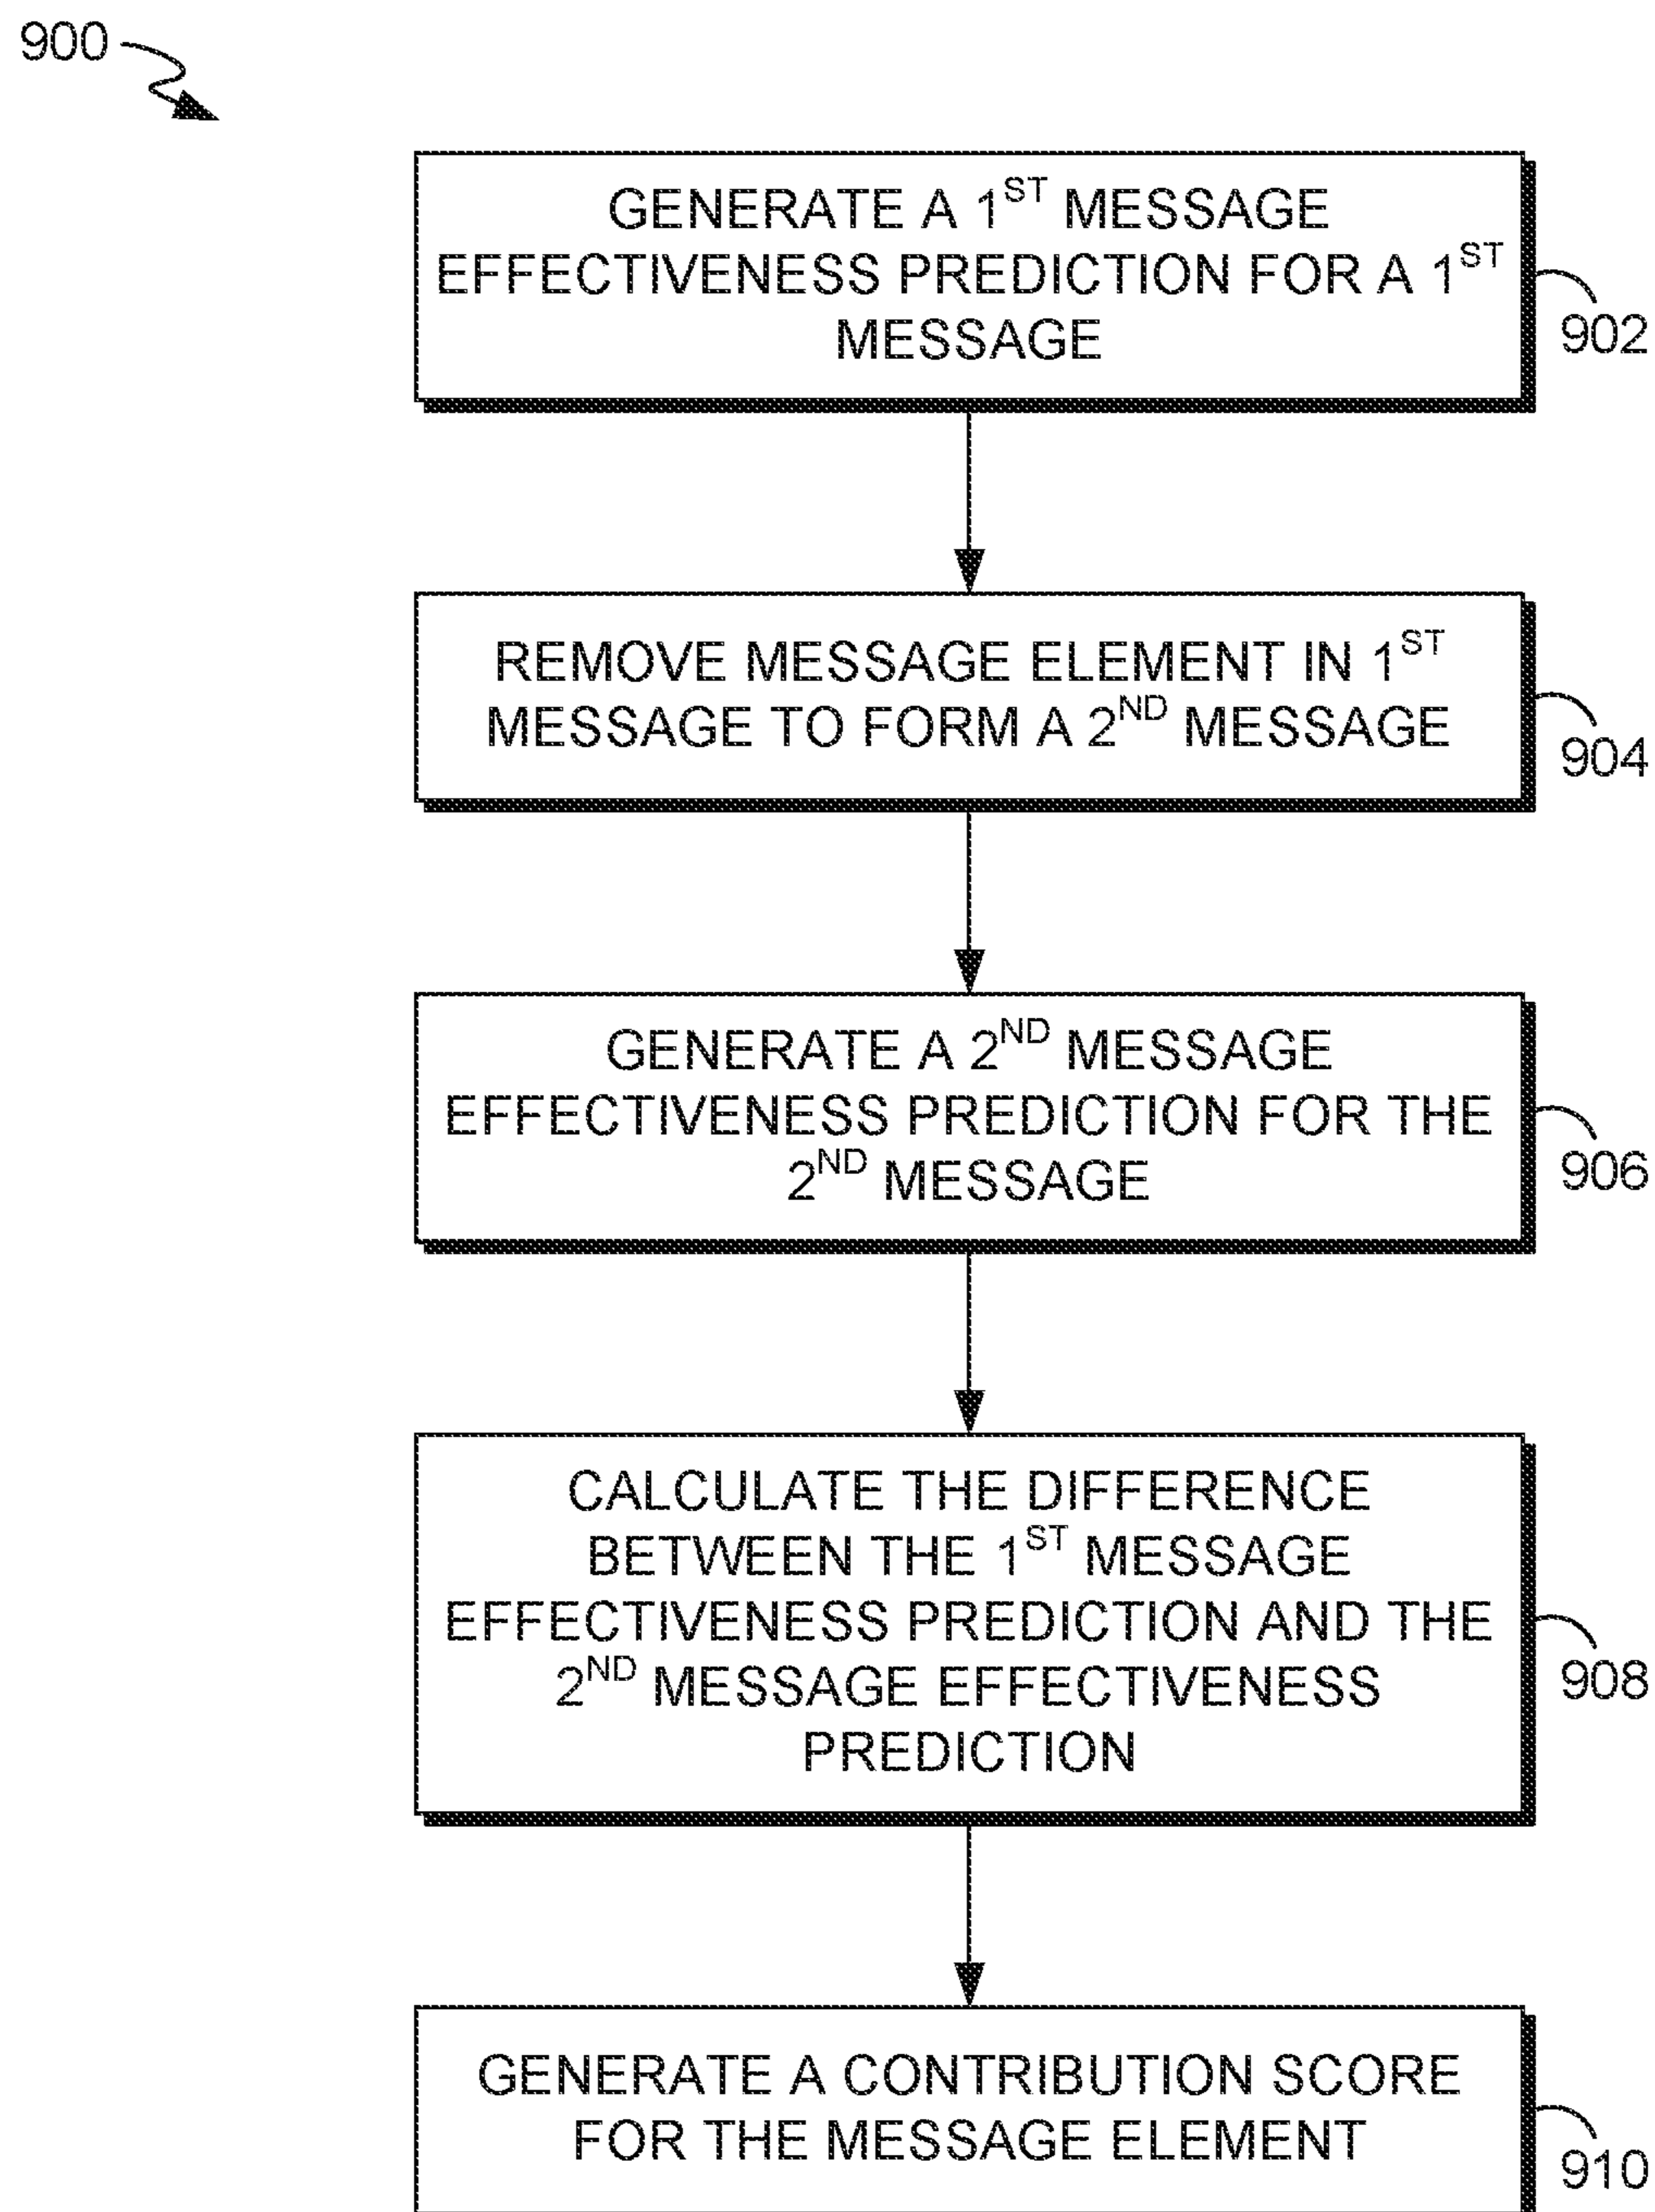 900
GENERATE A 1ST MESSAGE
EFFECTIVENESS PREDICTION FOR A 1ST
MESSAGE
902
REMOVE MESSAGE ELEMENT IN 1ST
MESSAGE TO FORM A 2ND MESSAGE
904
GENERATE A 2ND MESSAGE
EFFECTIVENESS PREDICTION FOR THE
2ND MESSAGE
906
CALCULATE THE DIFFERENCE
BETWEEN THE 1ST MESSAGE
EFFECTIVENESS PREDICTION AND THE
2ND MESSAGE EFFECTIVENESS
PREDICTION
908
GENERATE A CONTRIBUTION SCORE
FOR THE MESSAGE ELEMENT
910